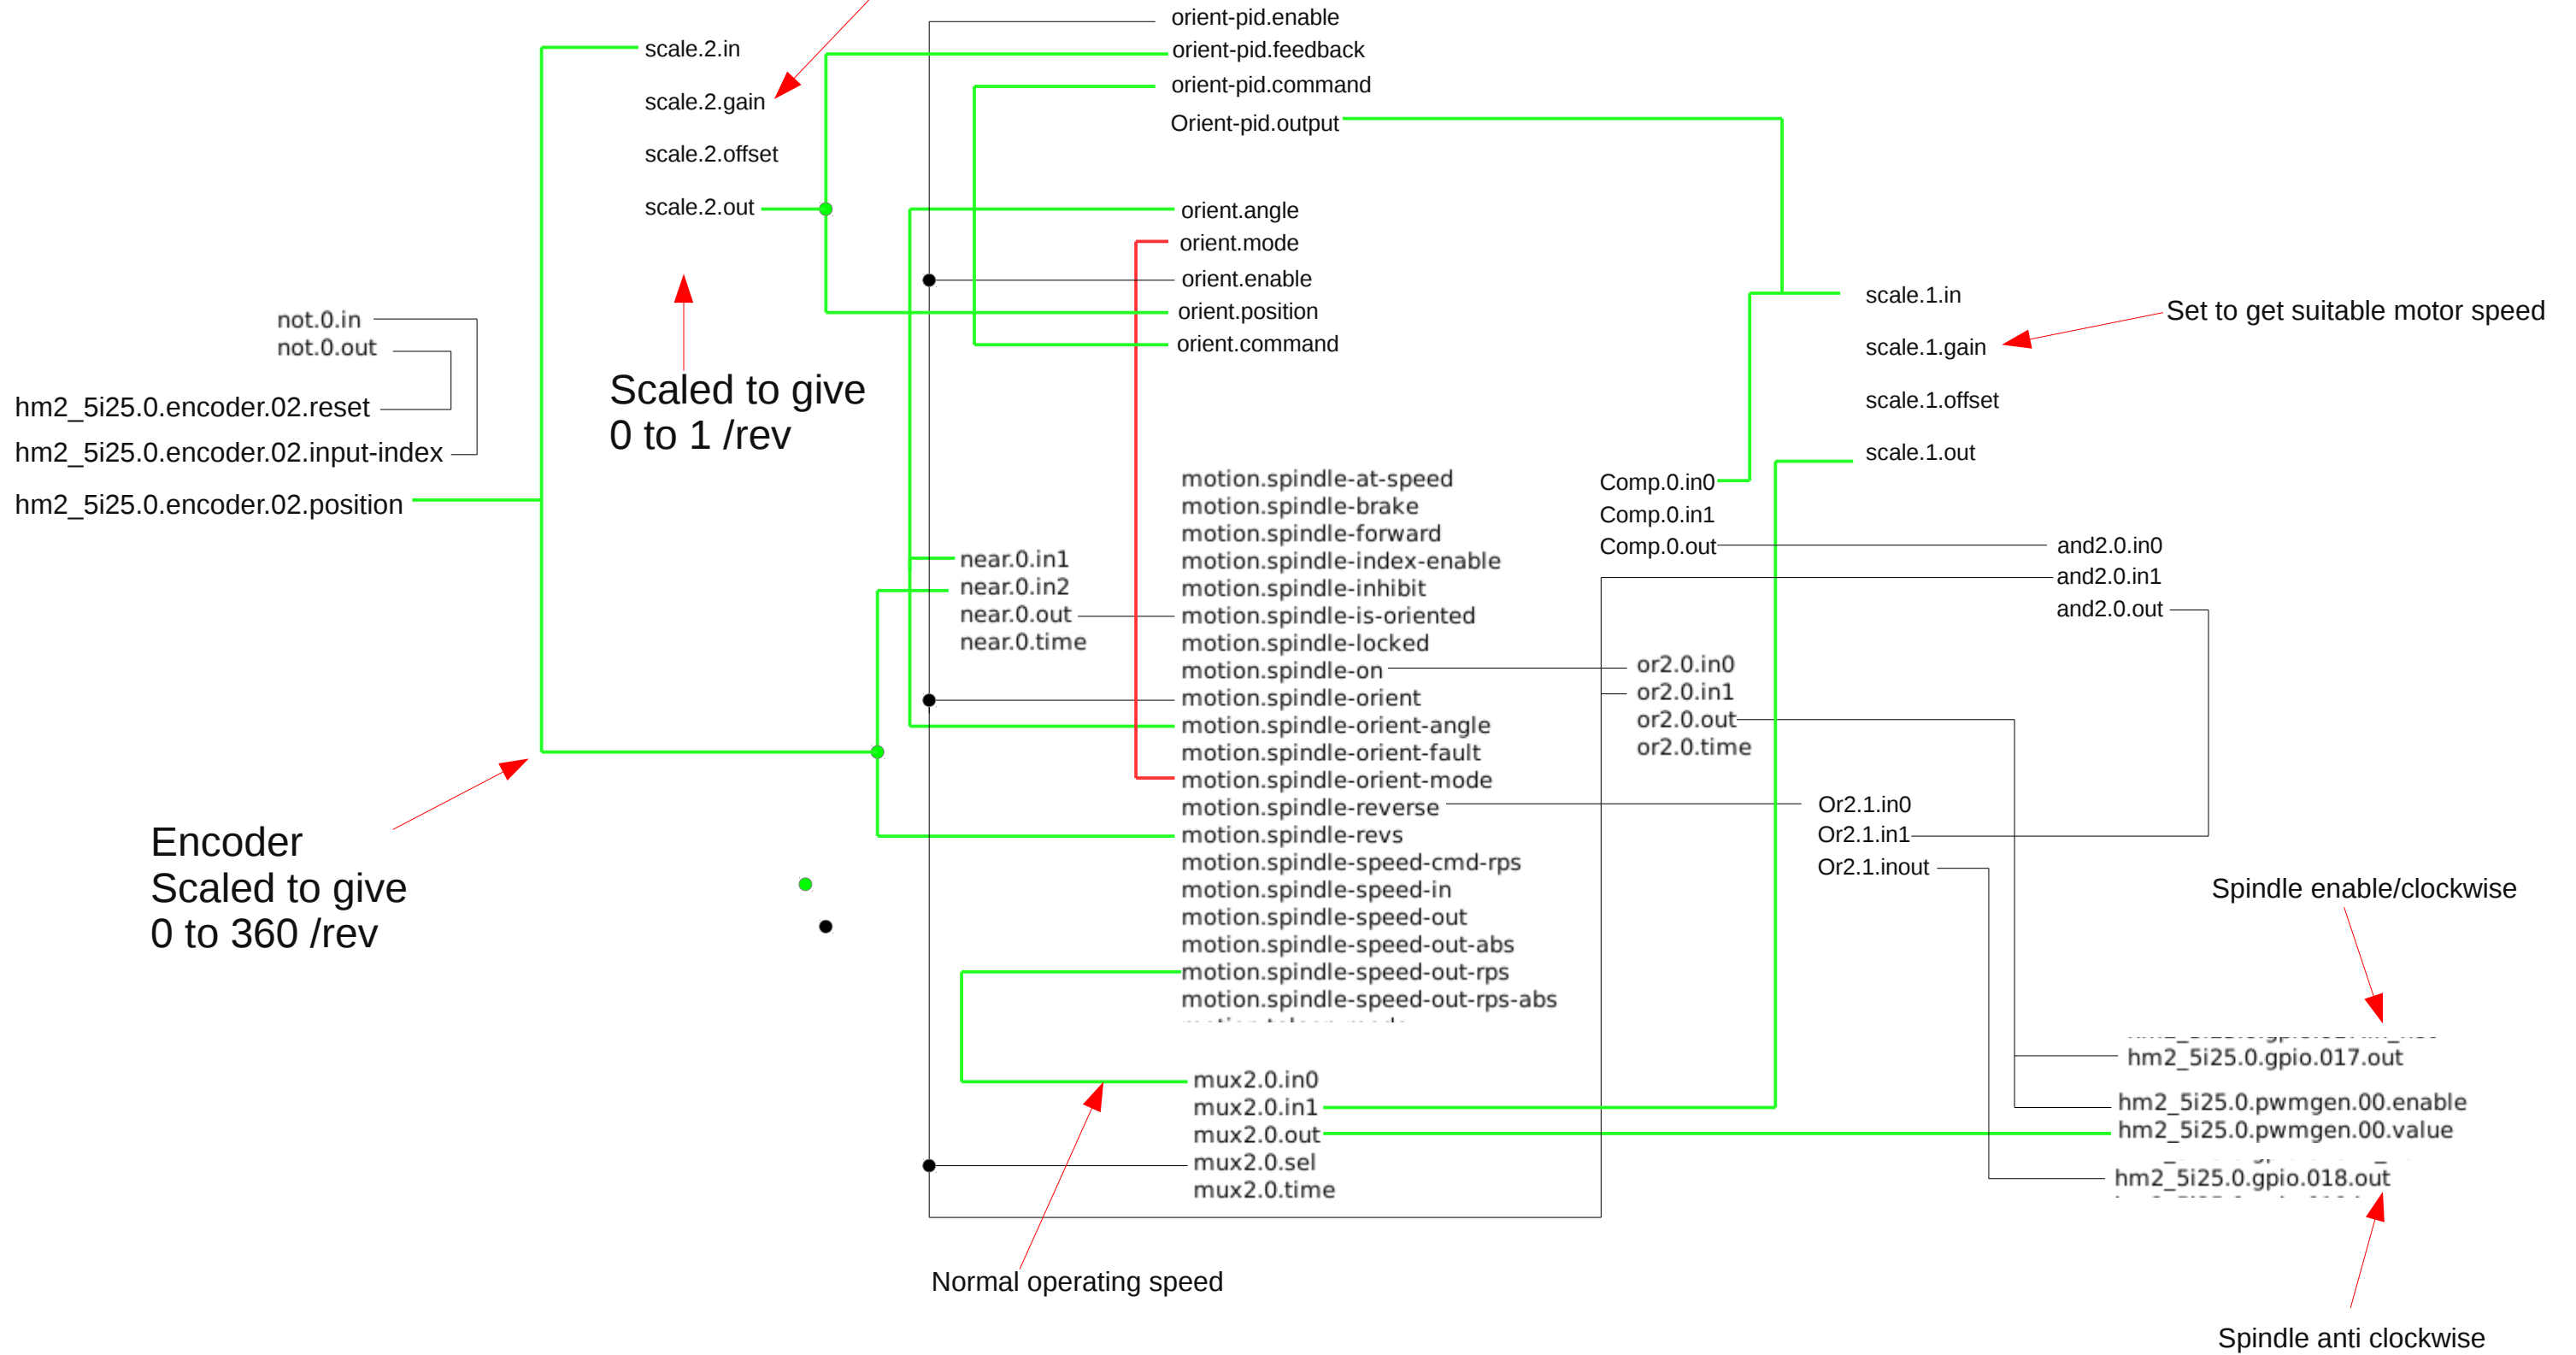 orient-pid.enable
orient-pid.feedback
orient-pid.command
Orient-pid.output
scale.2.in
scale.2.gain
scale.2.offset
scale.2.out
orient.angle
orient.mode
orient.enable
orient.position
orient.command
not.0.in
not.0.out
hm2_5i25.0.encoder.02.reset
hm2_5i25.0.encoder.02.input-index
hm2_5i25.0.encoder.02.position
Scaled to give
0 to 1 /rev
scale.1.in
scale.1.gain
scale.1.offset
scale.1.out
Set to get suitable motor speed
near.0.in1
near.0.in2
near.0.out
near.0.time
motion.spindle-at-speed
motion.spindle-brake
motion.spindle-forward
motion.spindle-index-enable
motion.spindle-inhibit
motion.spindle-is-oriented
motion.spindle-locked
motion.spindle-on
motion.spindle-orient
motion.spindle-orient-angle
motion.spindle-orient-fault
motion.spindle-orient-mode
motion.spindle-reverse
motion.spindle-revs
motion.spindle-speed-cmd-rps
motion.spindle-speed-in
motion.spindle-speed-out
motion.spindle-speed-out-abs
motion.spindle-speed-out-rps
motion.spindle-speed-out-rps-abs
Comp.0.in0
Comp.0.in1
Comp.0.out
and2.0.in0
and2.0.in1
and2.0.out
or2.0.in0
or2.0.in1
or2.0.out
or2.0.time
Or2.1.in0
Or2.1.in1
Or2.1.inout
Encoder
Scaled to give
0 to 360 /rev
Spindle enable/clockwise
hm2_5i25.0.gpio.017.out
hm2_5i25.0.pwmgen.00.enable
hm2_5i25.0.pwmgen.00.value
hm2_5i25.0.gpio.018.out
mux2.0.in0
mux2.0.in1
mux2.0.out
mux2.0.sel
mux2.0.time
Normal operating speed
Spindle anti clockwise